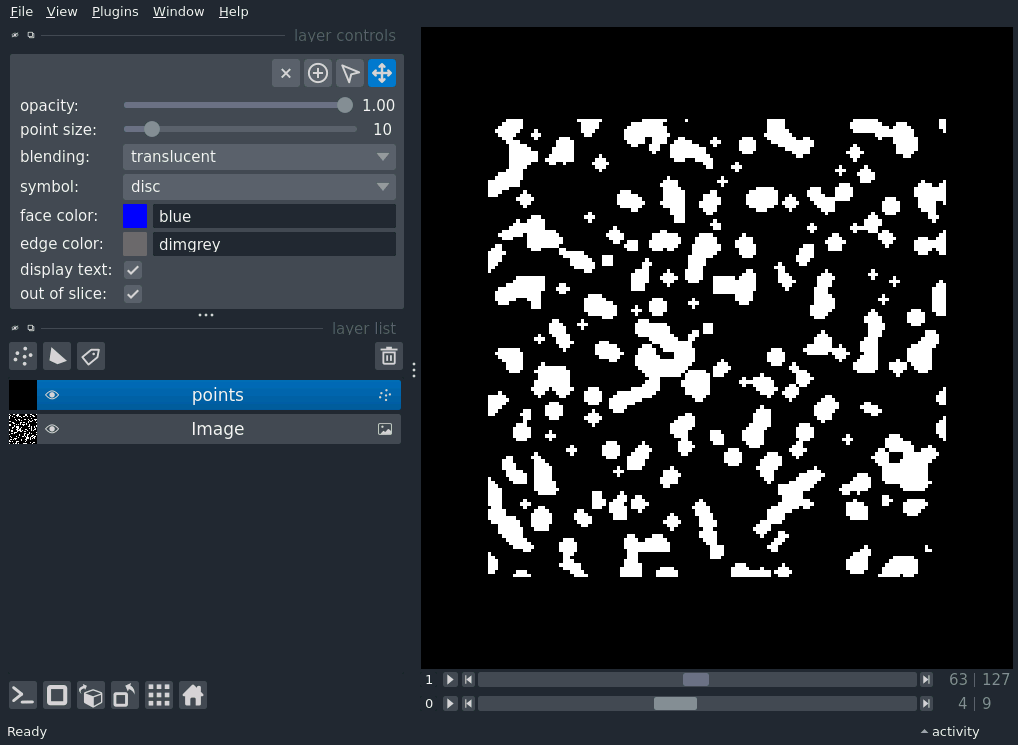 File View Plugins Window Help
layer controls
opacity: 1.00
point size: 10
blending: translucent
symbol: disc
face color: blue
edge color: dimgrey
display text:
out of slice:
layer list
points
Image
1 63 | 127
0 4 | 9
Ready activity